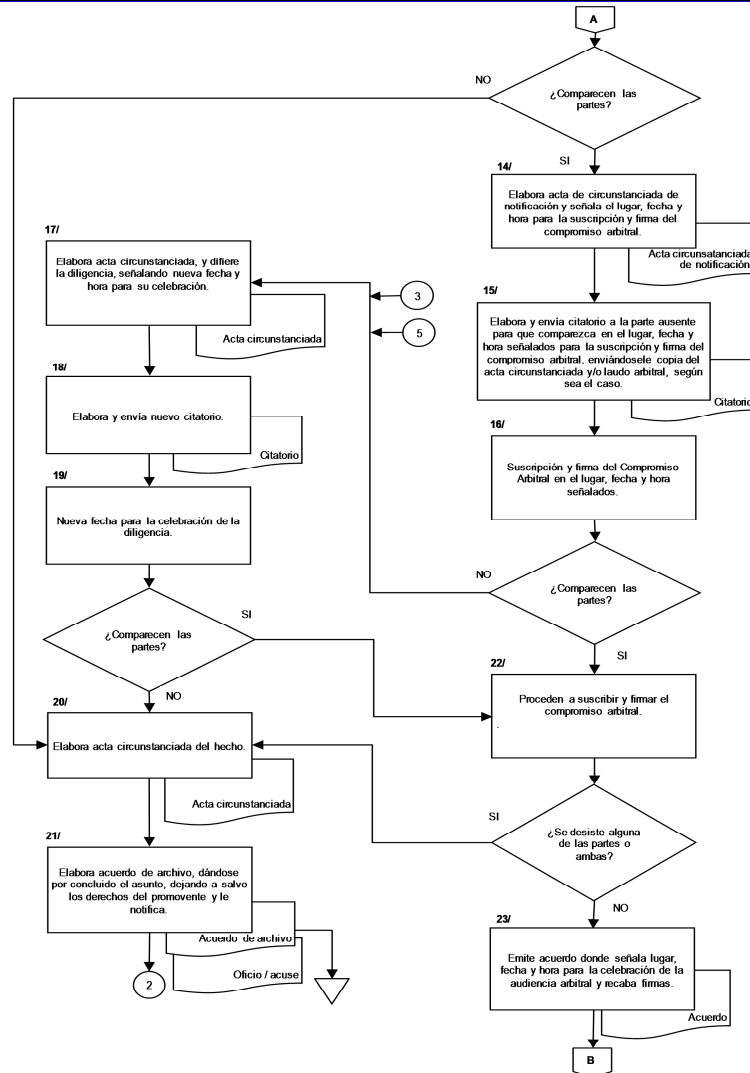 A
NO
¿Comparecen las
partes?
SI
14/
Elabora acta de circunstanciada de
notificación y señala el lugar, fecha y
hora para la suscripción y firma del
compromiso arbitral.
Acta circunsatanciada
de notificación
17/
Elabora acta circunstanciada, y difiere
la diligencia, señalando nueva fecha y
hora para su celebración.
Acta circunstanciada
3
5
15/
Elabora y envía citatorio a la parte ausente
para que comparezca en el lugar, fecha y
hora señalados para la suscripción y firma del
compromiso arbitral, enviándosele copia del
acta circunstanciada y/o laudo arbitral, según
sea el caso.
Citatorio
18/
Elabora y envía nuevo citatorio.
Citatorio
16/
Suscripción y firma del Compromiso
Arbitral en el lugar, fecha y hora
señalados.
19/
Nueva fecha para la celebración de la
diligencia.
NO
¿Comparecen las
partes?
SI
¿Comparecen las
partes?
SI
NO
22/
Proceden a suscribir y firmar el
compromiso arbitral.
.
20/
Elabora acta circunstanciada del hecho.
Acta circunstanciada
SI
¿Se desiste alguna
de las partes o
ambas?
NO
21/
Elabora acuerdo de archivo, dándose
por concluido el asunto, dejando a salvo
los derechos del promovente y le
notifica.
Acuerdo de archivo
Oficio / acuse
2
23/
Emite acuerdo donde señala lugar,
fecha y hora para la celebración de la
audiencia arbitral y recaba firmas.
Acuerdo
B